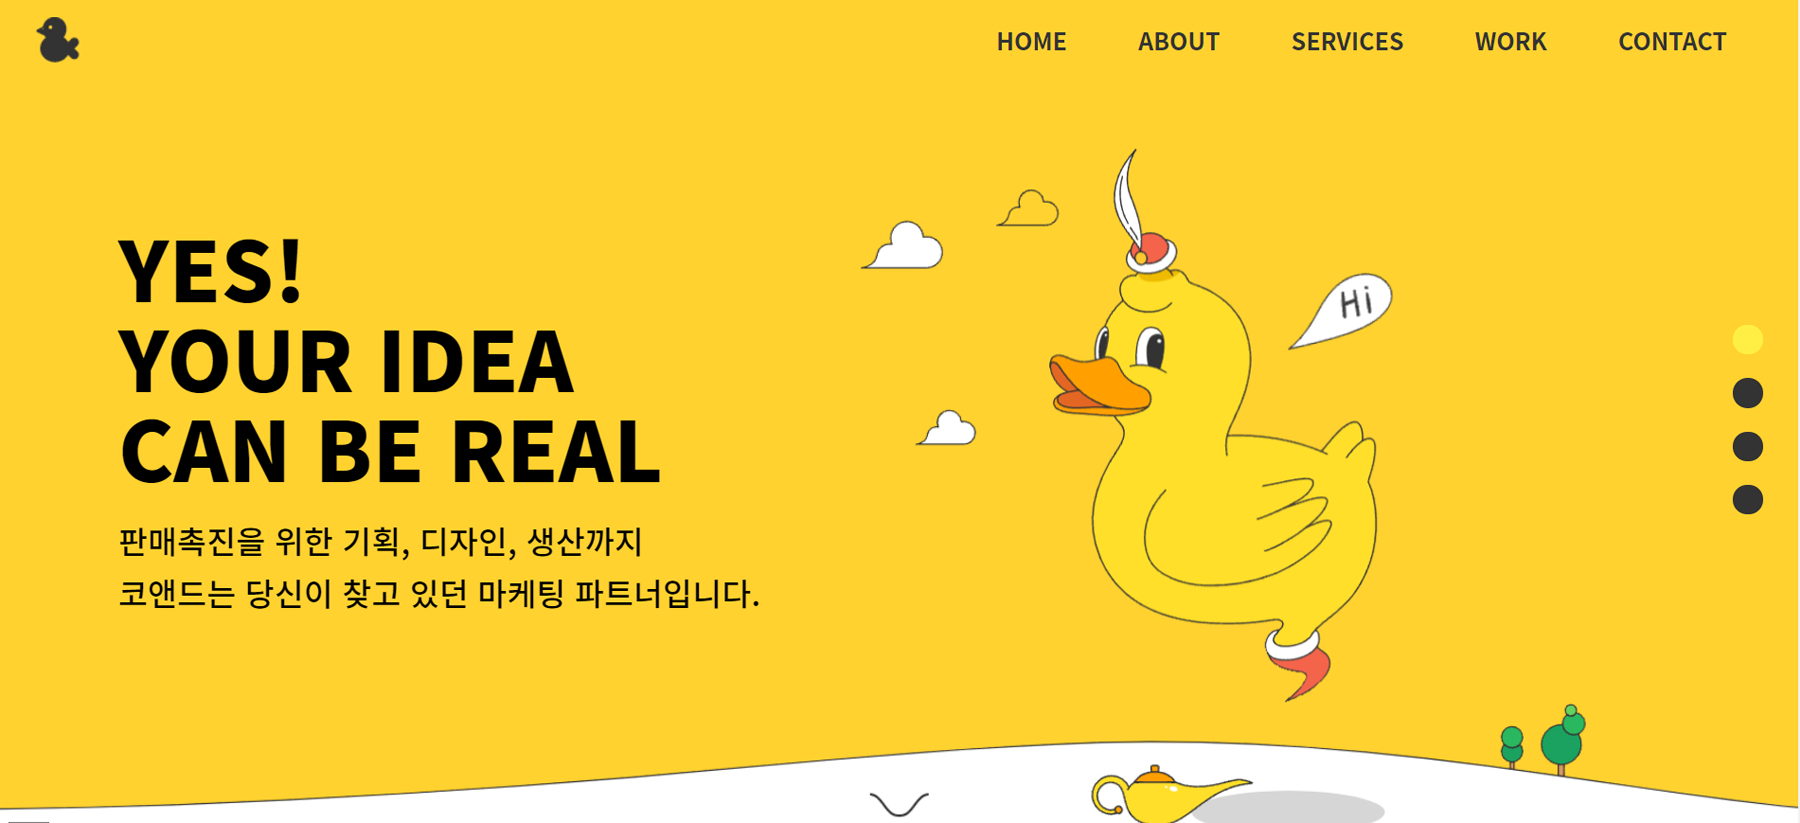 HOME ABOUT SERVICES WORK CONTACT
YES!
YOUR IDEA
CAN BE REAL
Hi
판매촉진을 위한 기획, 디자인, 생산까지
코앤드는 당신이 찾고 있던 마케팅 파트너입니다.